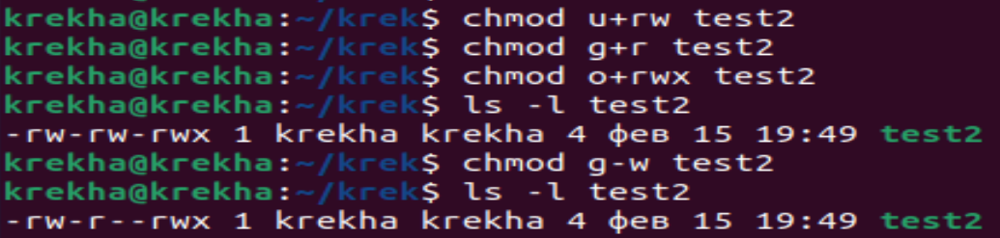 krekha@krekha:~/krek$ chmod u+rw test2
krekha@krekha:~/krek$ chmod g+r test2
krekha@krekha:~/krek$ chmod o+rwx test2
krekha@krekha:~/krek$ ls -l test2
-rw-rw-rwx 1 krekha krekha 4 фев 15 19:49 test2
krekha@krekha:~/krek$ chmod g-w test2
krekha@krekha:~/krek$ ls -l test2
-rw-r--rwx 1 krekha krekha 4 фев 15 19:49 test2